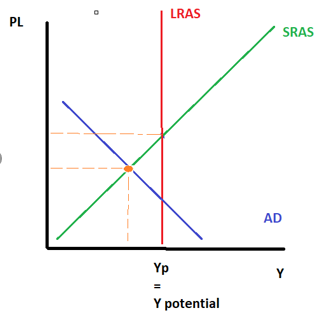 PL
LRAS
SRAS
AD
Yp
=
Y potential
Y